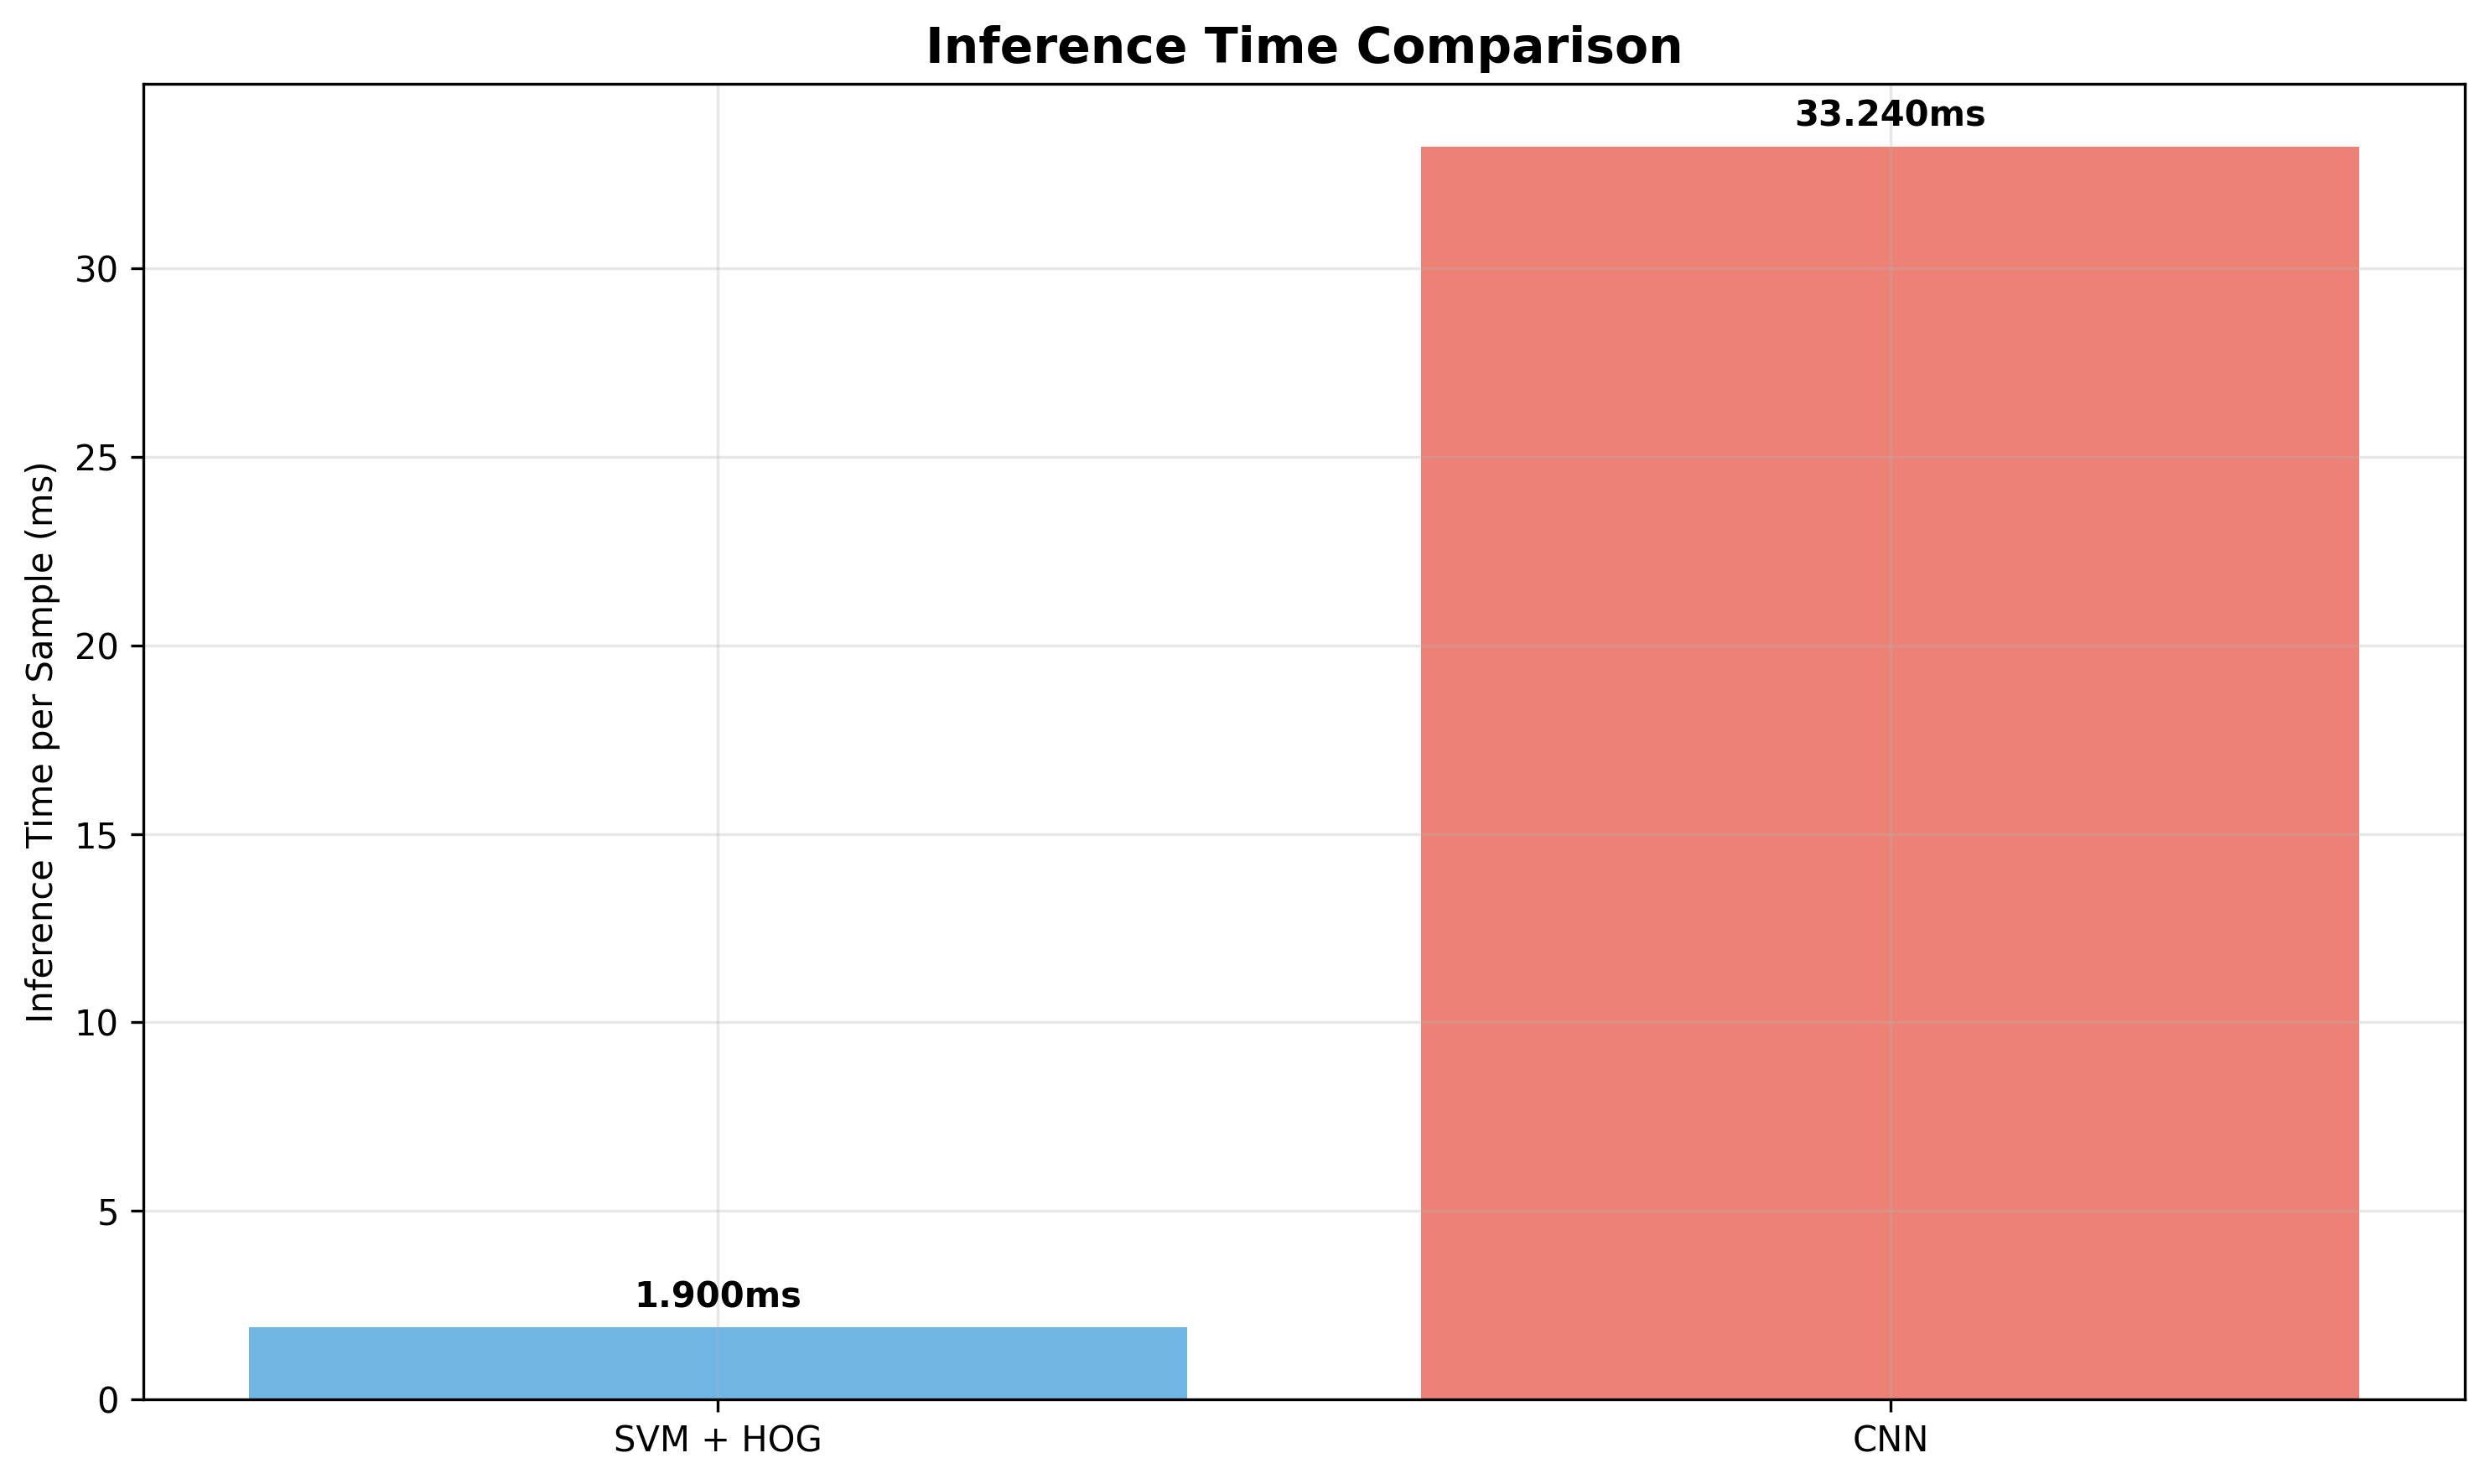 Inference Time Comparison
33.240ms
30
25
20
15
10
5
0
Inference Time per Sample (ms)
1.900ms
SVM + HOG
CNN